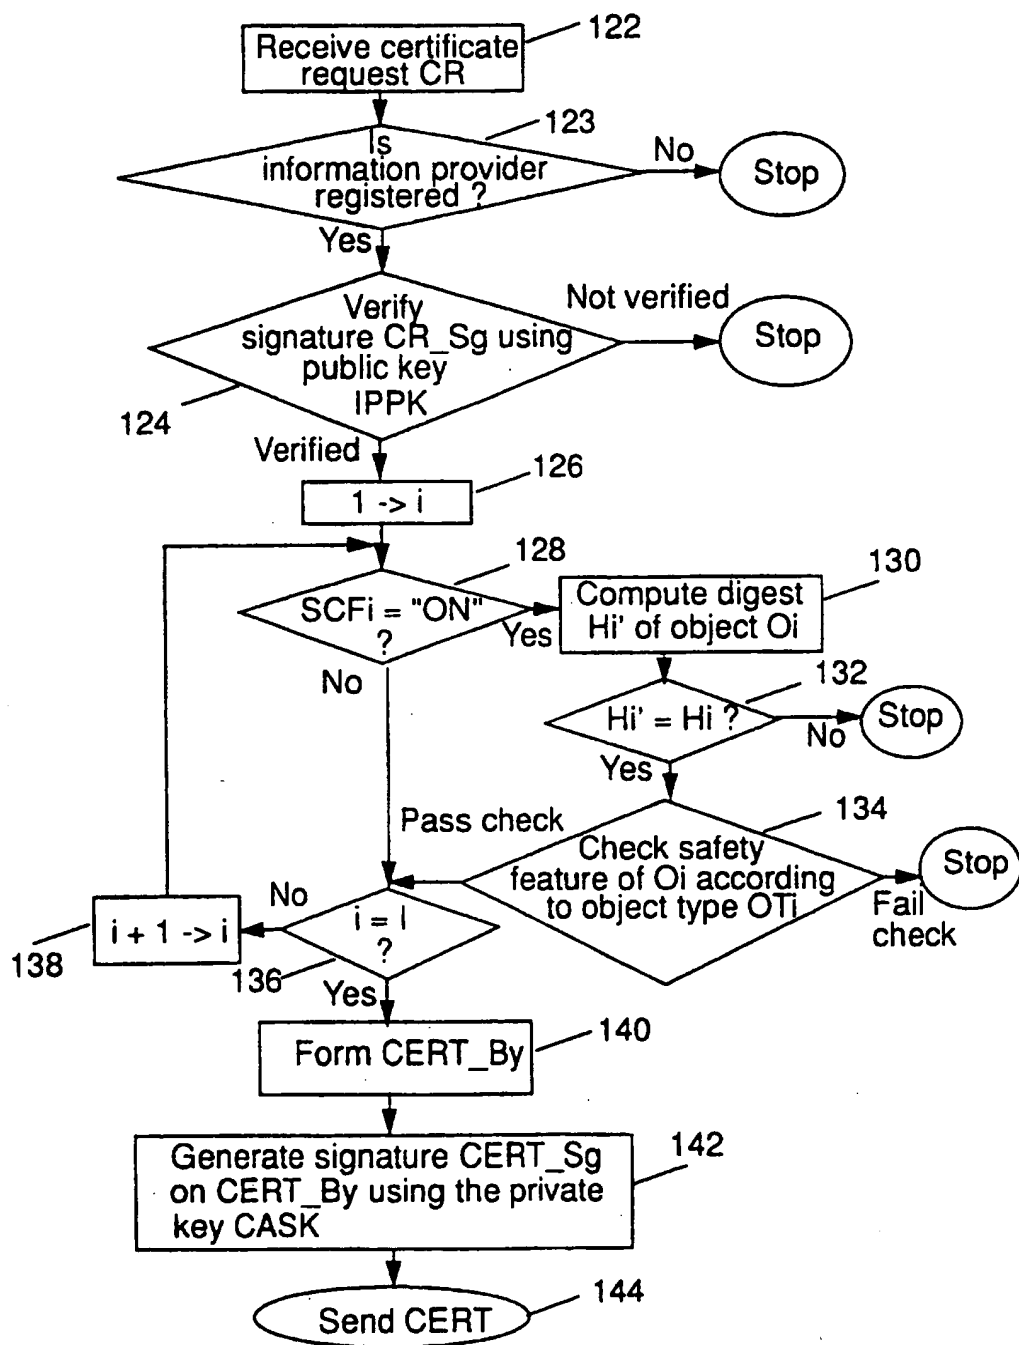 122
Receive certificate
request CR
123
Is
information provider
registered ?
No
Stop
Yes
Verify
signature CR_Sg using
public key
IPPK
Not verified
Stop
124
Verified
126
1 -> i
128
SCFi = "ON"
?
Yes
No
130
Compute digest
Hi' of object Oi
132
Hi' = Hi ?
No
Stop
Yes
134
Pass check
Check safety
feature of Oi according
to object type OTi
Stop
Fail
check
No
i = I
?
i + 1 -> i
138
136
Yes
140
Form CERT_By
142
Generate signature CERT_Sg
on CERT_By using the private
key CASK
144
Send CERT